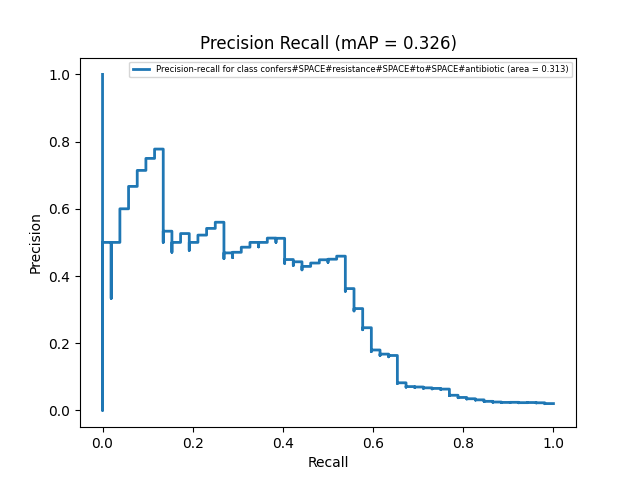 Precision Recall (mAP = 0.326)
Precision-recall for class confers#SPACE#resistance#SPACE#to#SPACE#antibiotic (area = 0.313)
1.0
0.8
0.6
0.4
0.2
0.0
Precision
0.0 0.2 0.4 0.6 0.8 1.0
Recall